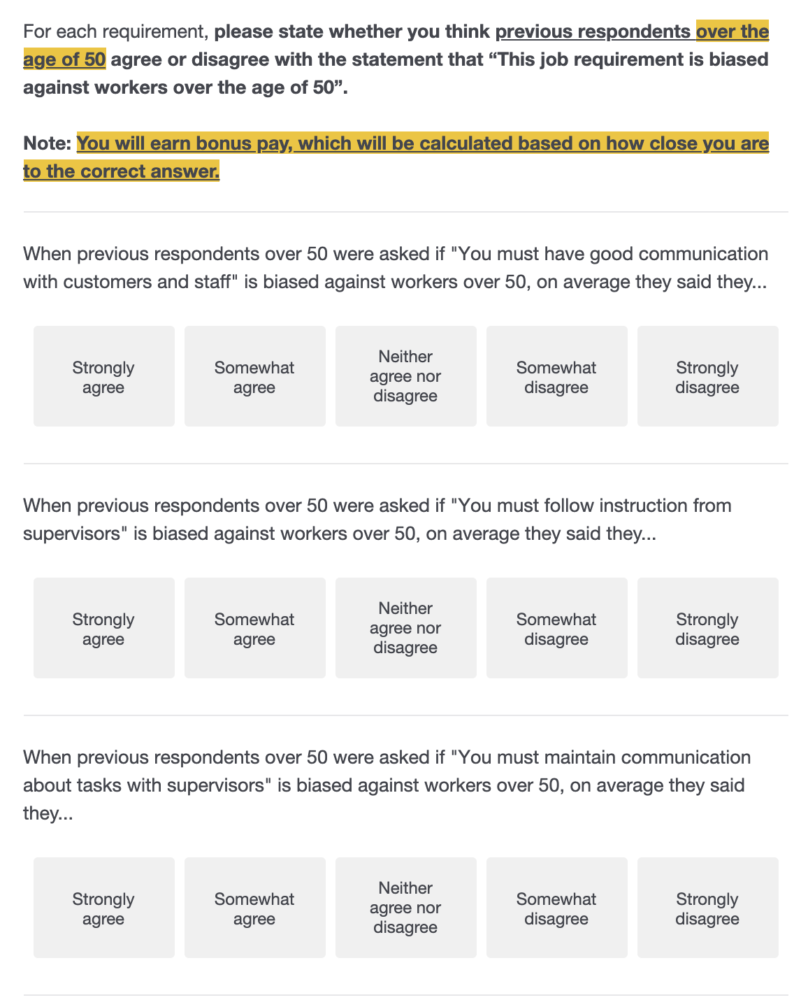 For each requirement, please state whether you think previous respondents over the
age of 50 agree or disagree with the statement that “This job requirement is biased
against workers over the age of 50”.
Note: You will earn bonus pay, which will be calculated based on how close you are
to the correct answer.
When previous respondents over 50 were asked if "You must have good communication
with customers and staff" is biased against workers over 50, on average they said they...
Strongly
agree
Somewhat
agree
Neither
agree nor
disagree
Somewhat
disagree
Strongly
disagree
When previous respondents over 50 were asked if "You must follow instruction from
supervisors" is biased against workers over 50, on average they said they...
Strongly
agree
Somewhat
agree
Neither
agree nor
disagree
Somewhat
disagree
Strongly
disagree
When previous respondents over 50 were asked if "You must maintain communication
about tasks with supervisors" is biased against workers over 50, on average they said
they...
Strongly
agree
Somewhat
agree
Neither
agree nor
disagree
Somewhat
disagree
Strongly
disagree